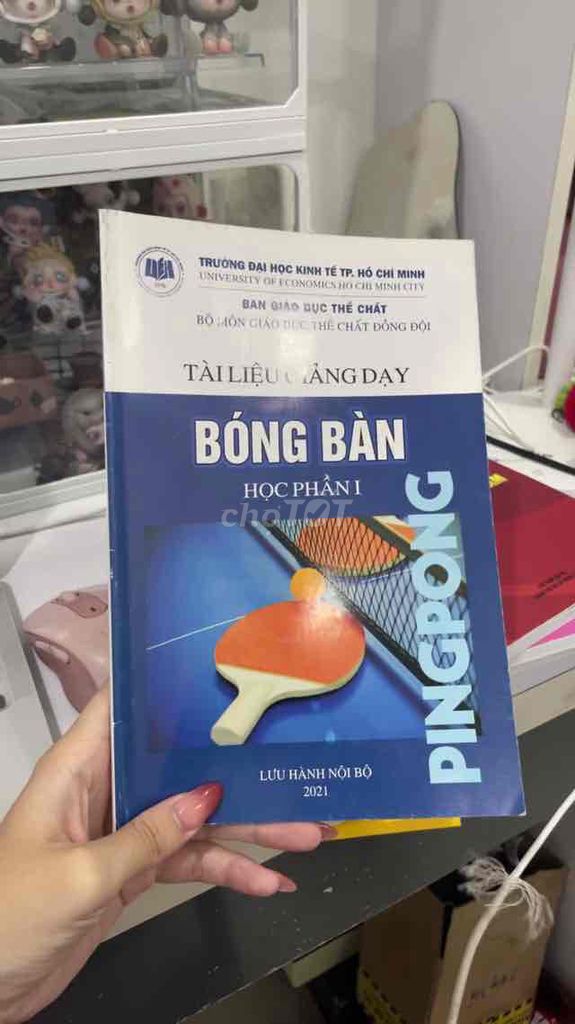 TRƯỜNG ĐẠI HỌC KINH TẾ TP. HỒ CHÍ MINH
UNIVERSITY OF ECONOMICS HO CHI MINH CITY
BAN GIÁO DỤC THỂ CHẤT
BỘ MÔN GIÁO DỤC THỂ CHẤT ĐỒNG ĐỘI
TÀI LIỆU GIẢNG DẠY
BÓNG BÀN
HỌC PHẦN I
chợTỐT
PINGPONG
LƯU HÀNH NỘI BỘ
2021